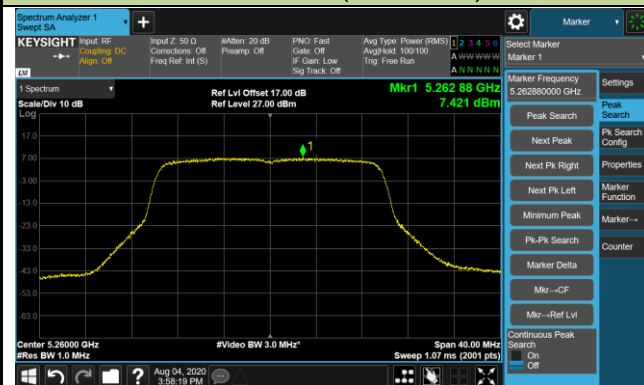 Spectrum Analyzer 1
Swept SA
Marker
KEYSIGHT
Input: RF
Coupling: DC
Align: Off
Input Z: 50 Ω
Corrections: Off
Freq Ref: Int (S)
#Atten: 20 dB
Preamp: Off
PNO: Fast
Gate: Off
IF Gain: Low
Sig Track: Off
Avg Type: Power (RMS)
Avg|Hold: 100/100
Trig: Free Run
1 2 3 4 5 6
A W W W W W
A N N N N N
Select Marker
Marker 1
LXI
1 Spectrum
Scale/Div 10 dB
Log
Ref Lvl Offset 17.00 dB
Ref Level 27.00 dBm
Mkr1 5.262 88 GHz
7.421 dBm
17.0
7.00
-3.00
-13.0
-23.0
-33.0
-43.0
-53.0
-63.0
1
Center 5.26000 GHz
#Res BW 1.0 MHz
#Video BW 3.0 MHz*
Span 40.00 MHz
Sweep 1.07 ms (2001 pts)
Marker Frequency
5.262880000 GHz
Peak Search
Next Peak
Next Pk Right
Next Pk Left
Minimum Peak
Pk-Pk Search
Marker Delta
Mkr→CF
Mkr→Ref Lvl
Continuous Peak
Search
On
Off
Settings
Peak
Search
Pk Search
Config
Properties
Marker
Function
Marker→
Counter
Aug 04, 2020
3:58:19 PM